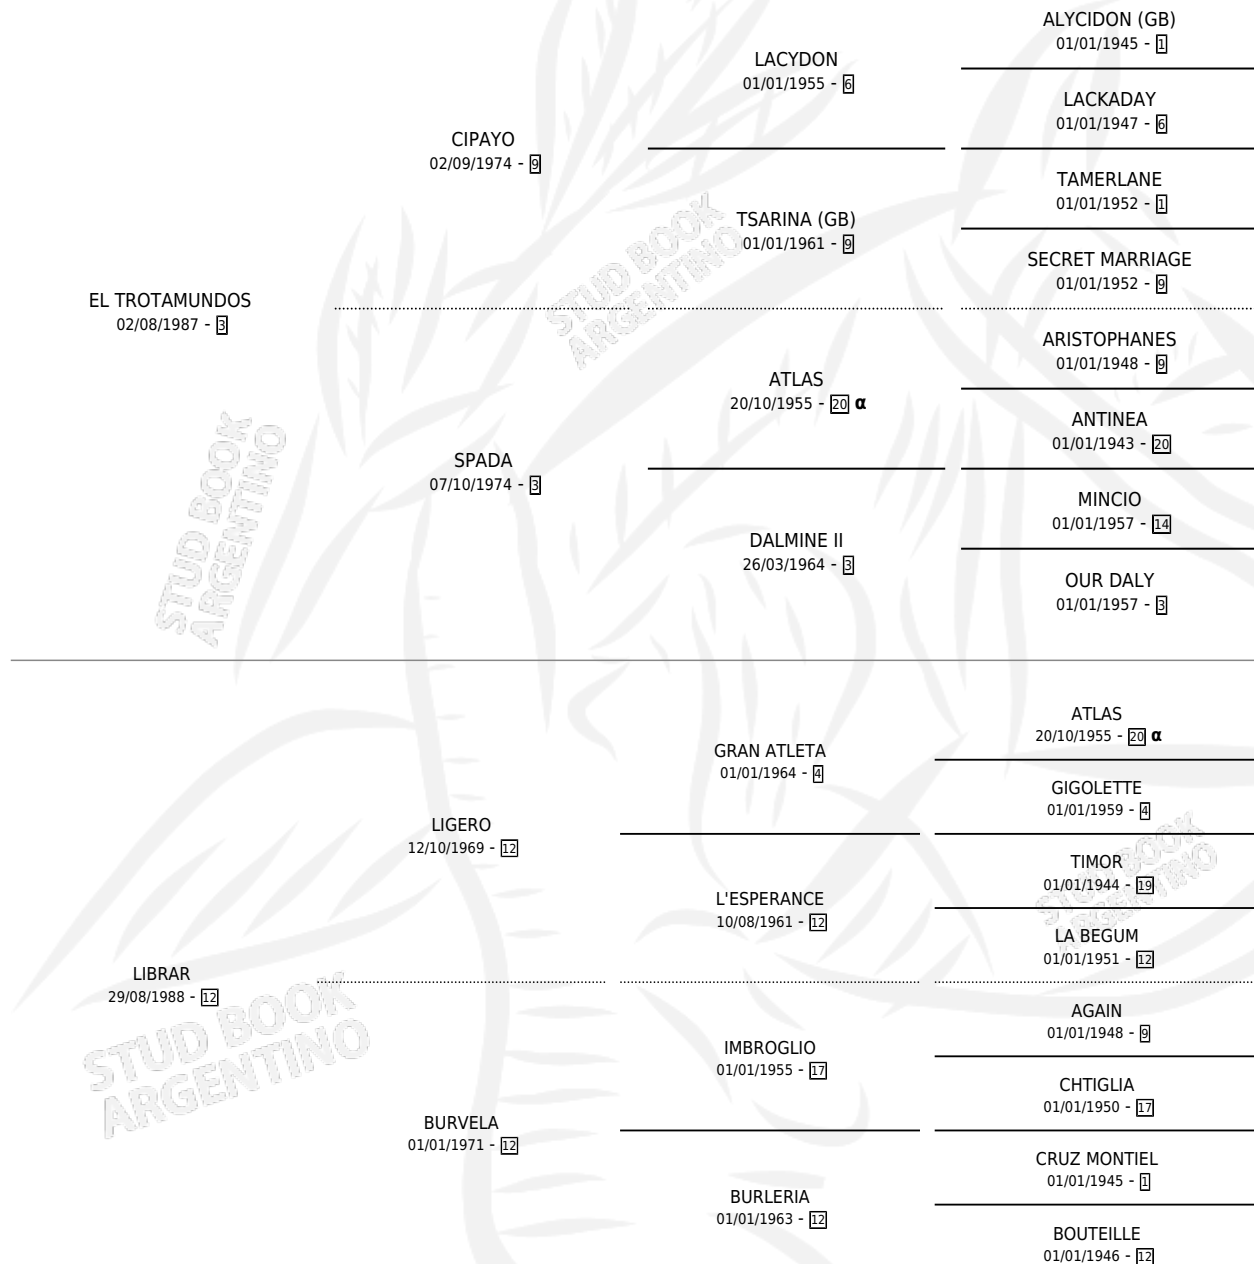 ALYCIDON (GB)
01/01/1945 - 1
LACYDON
01/01/1955 - 6
LACKADAY
01/01/1947 - 6
CIPAYO
02/09/1974 - 9
TAMERLANE
01/01/1952 - 1
TSARINA (GB)
01/01/1961 - 9
SECRET MARRIAGE
01/01/1952 - 9
STUD BOOK
ARGENTINO
EL TROTAMUNDOS
02/08/1987 - 3
ARISTOPHANES
01/01/1948 - 9
ATLAS
20/10/1955 - 20 α
ANTINEA
01/01/1943 - 20
SPADA
07/10/1974 - 3
MINCIO
01/01/1957 - 14
DALMINE II
26/03/1964 - 3
OUR DALY
01/01/1957 - 3
STUD BOOK
ARGENTINO
ATLAS
20/10/1955 - 20 α
GRAN ATLETA
01/01/1964 - 4
GIGOLETTE
01/01/1959 - 4
LIGERO
12/10/1969 - 12
TIMOR
01/01/1944 - 19
L'ESPERANCE
10/08/1961 - 12
LA BEGUM
01/01/1951 - 12
STUD BOOK
ARGENTINO
LIBRAR
29/08/1988 - 12
AGAIN
01/01/1948 - 9
IMBROGLIO
01/01/1955 - 17
CHTIGLIA
01/01/1950 - 17
STUD BOOK
ARGENTINO
BURVELA
01/01/1971 - 12
CRUZ MONTIEL
01/01/1945 - 1
BURLERIA
01/01/1963 - 12
BOUTEILLE
01/01/1946 - 12